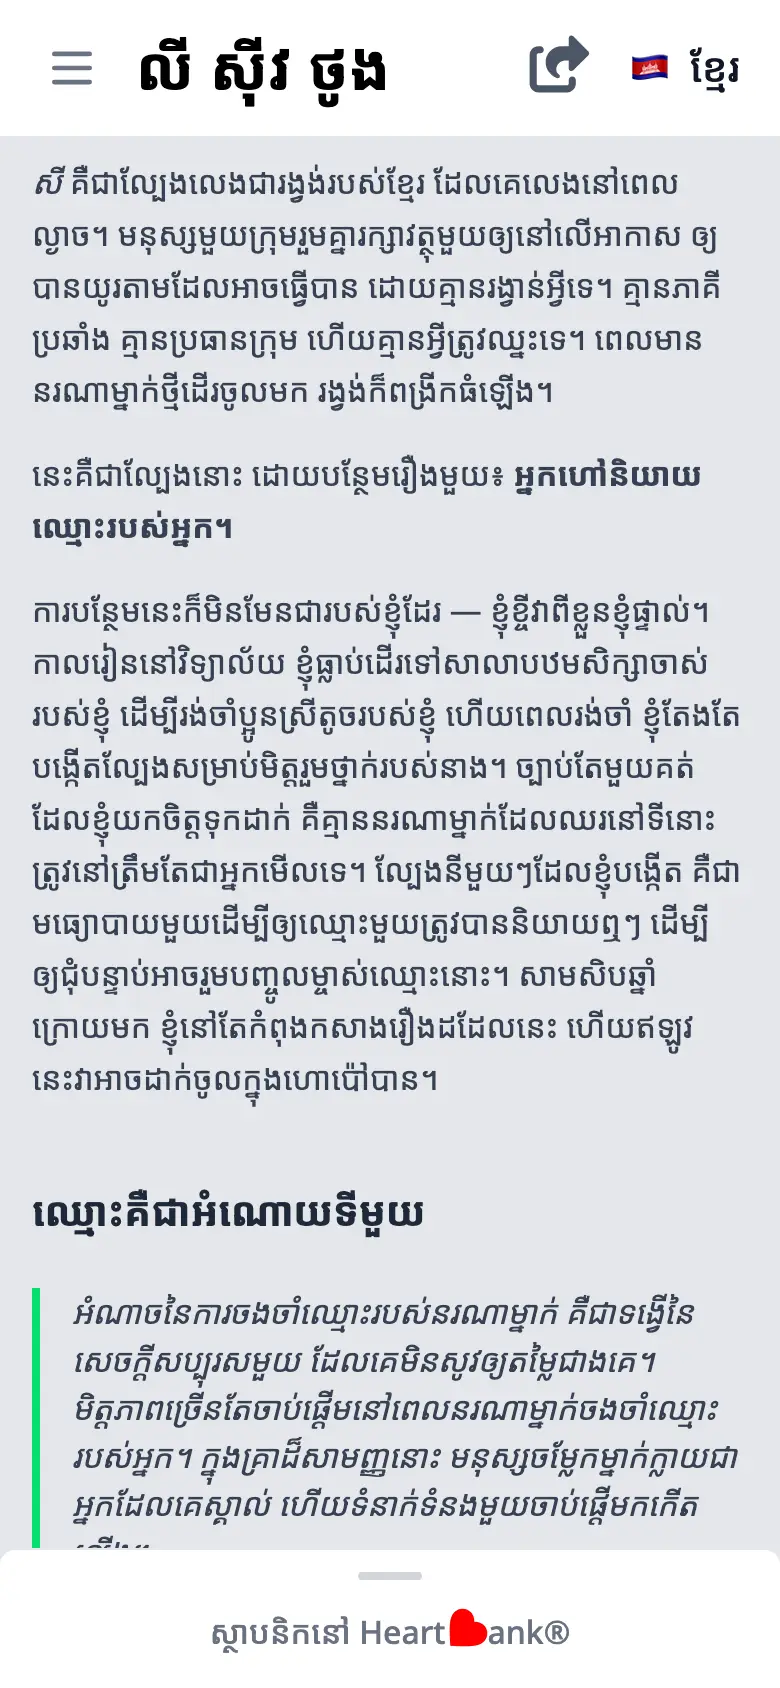 លី ស៊ីវ ថូង
ខ្មែរ
សី គឺជាល្បែងលេងជារង្វង់របស់ខ្មែរ ដែលគេលេងនៅពេល
ល្ងាច។ មនុស្សមួយក្រុមរួមគ្នារក្សាវត្ថុមួយឲ្យនៅលើអាកាស ឲ្យ
បានយូរតាមដែលអាចធ្វើបាន ដោយគ្មានរង្វាន់អ្វីទេ។ គ្មានភាគី
ប្រឆាំង គ្មានប្រធានក្រុម ហើយគ្មានអ្វីត្រូវឈ្នះទេ។ ពេលមាន
នរណាម្នាក់ថ្មីដើរចូលមក រង្វង់ក៏ពង្រីកធំឡើង។
នេះគឺជាល្បែងនោះ ដោយបន្ថែមរឿងមួយ៖ អ្នកហៅនិយាយ
ឈ្មោះរបស់អ្នក។
ការបន្ថែមនេះក៏មិនមែនជារបស់ខ្ញុំដែរ — ខ្ញុំខ្ចីវាពីខ្លួនខ្ញុំផ្ទាល់។
កាលរៀននៅវិទ្យាល័យ ខ្ញុំធ្លាប់ដើរទៅសាលាបឋមសិក្សាចាស់
របស់ខ្ញុំ ដើម្បីរង់ចាំប្អូនស្រីតូចរបស់ខ្ញុំ ហើយពេលរង់ចាំ ខ្ញុំតែងតែ
បង្កើតល្បែងសម្រាប់មិត្តរួមថ្នាក់របស់នាង។ ច្បាប់តែមួយគត់
ដែលខ្ញុំយកចិត្តទុកដាក់ គឺគ្មាននរណាម្នាក់ដែលឈរនៅទីនោះ
ត្រូវនៅត្រឹមតែជាអ្នកមើលទេ។ ល្បែងនីមួយៗដែលខ្ញុំបង្កើត គឺជា
មធ្យោបាយមួយដើម្បីឲ្យឈ្មោះមួយត្រូវបាននិយាយឮៗ ដើម្បី
ឲ្យជុំបន្ទាប់អាចរួមបញ្ចូលម្ចាស់ឈ្មោះនោះ។ សាមសិបឆ្នាំ
ក្រោយមក ខ្ញុំនៅតែកំពុងកសាងរឿងដដែលនេះ ហើយឥឡូវ
នេះវាអាចដាក់ចូលក្នុងហោប៉ៅបាន។
ឈ្មោះគឺជាអំណោយទីមួយ
អំណាចនៃការចងចាំឈ្មោះរបស់នរណាម្នាក់ គឺជាទង្វើនៃ
សេចក្តីសប្បុរសមួយ ដែលគេមិនសូវឲ្យតម្លៃជាងគេ។
មិត្តភាពច្រើនតែចាប់ផ្តើមនៅពេលនរណាម្នាក់ចងចាំឈ្មោះ
របស់អ្នក។ ក្នុងគ្រាដ៏សាមញ្ញនោះ មនុស្សចម្លែកម្នាក់ក្លាយជា
អ្នកដែលគេស្គាល់ ហើយទំនាក់ទំនងមួយចាប់ផ្តើមកកើត
ស្ថាបនិកនៅ Heart ank®